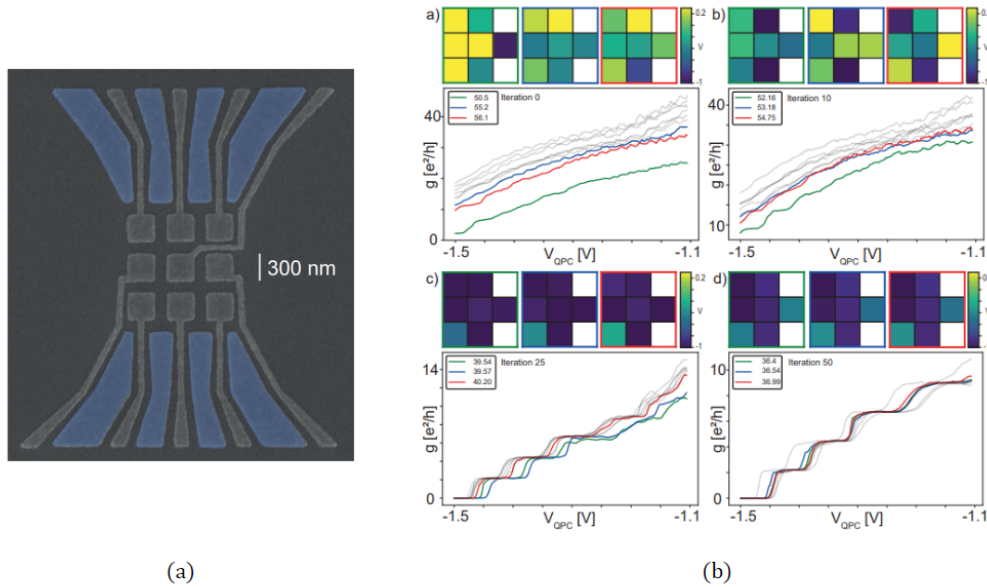 300 nm
(a)
a)
0.2
V
-1
g [e²/h]
40
0
50.5
55.2
56.1
Iteration 0
-1.5
V_QPC [V]
-1.1
b)
0.2
V
-1
g [e²/h]
40
10
52.16
53.18
54.75
Iteration 10
-1.5
V_QPC [V]
-1.1
c)
0.2
V
-1
g [e²/h]
14
0
39.54
39.57
40.20
Iteration 25
-1.5
V_QPC [V]
-1.1
d)
V
g [e²/h]
10
0
36.4
36.54
36.99
Iteration 50
-1.5
V_QPC [V]
-1.1
(b)